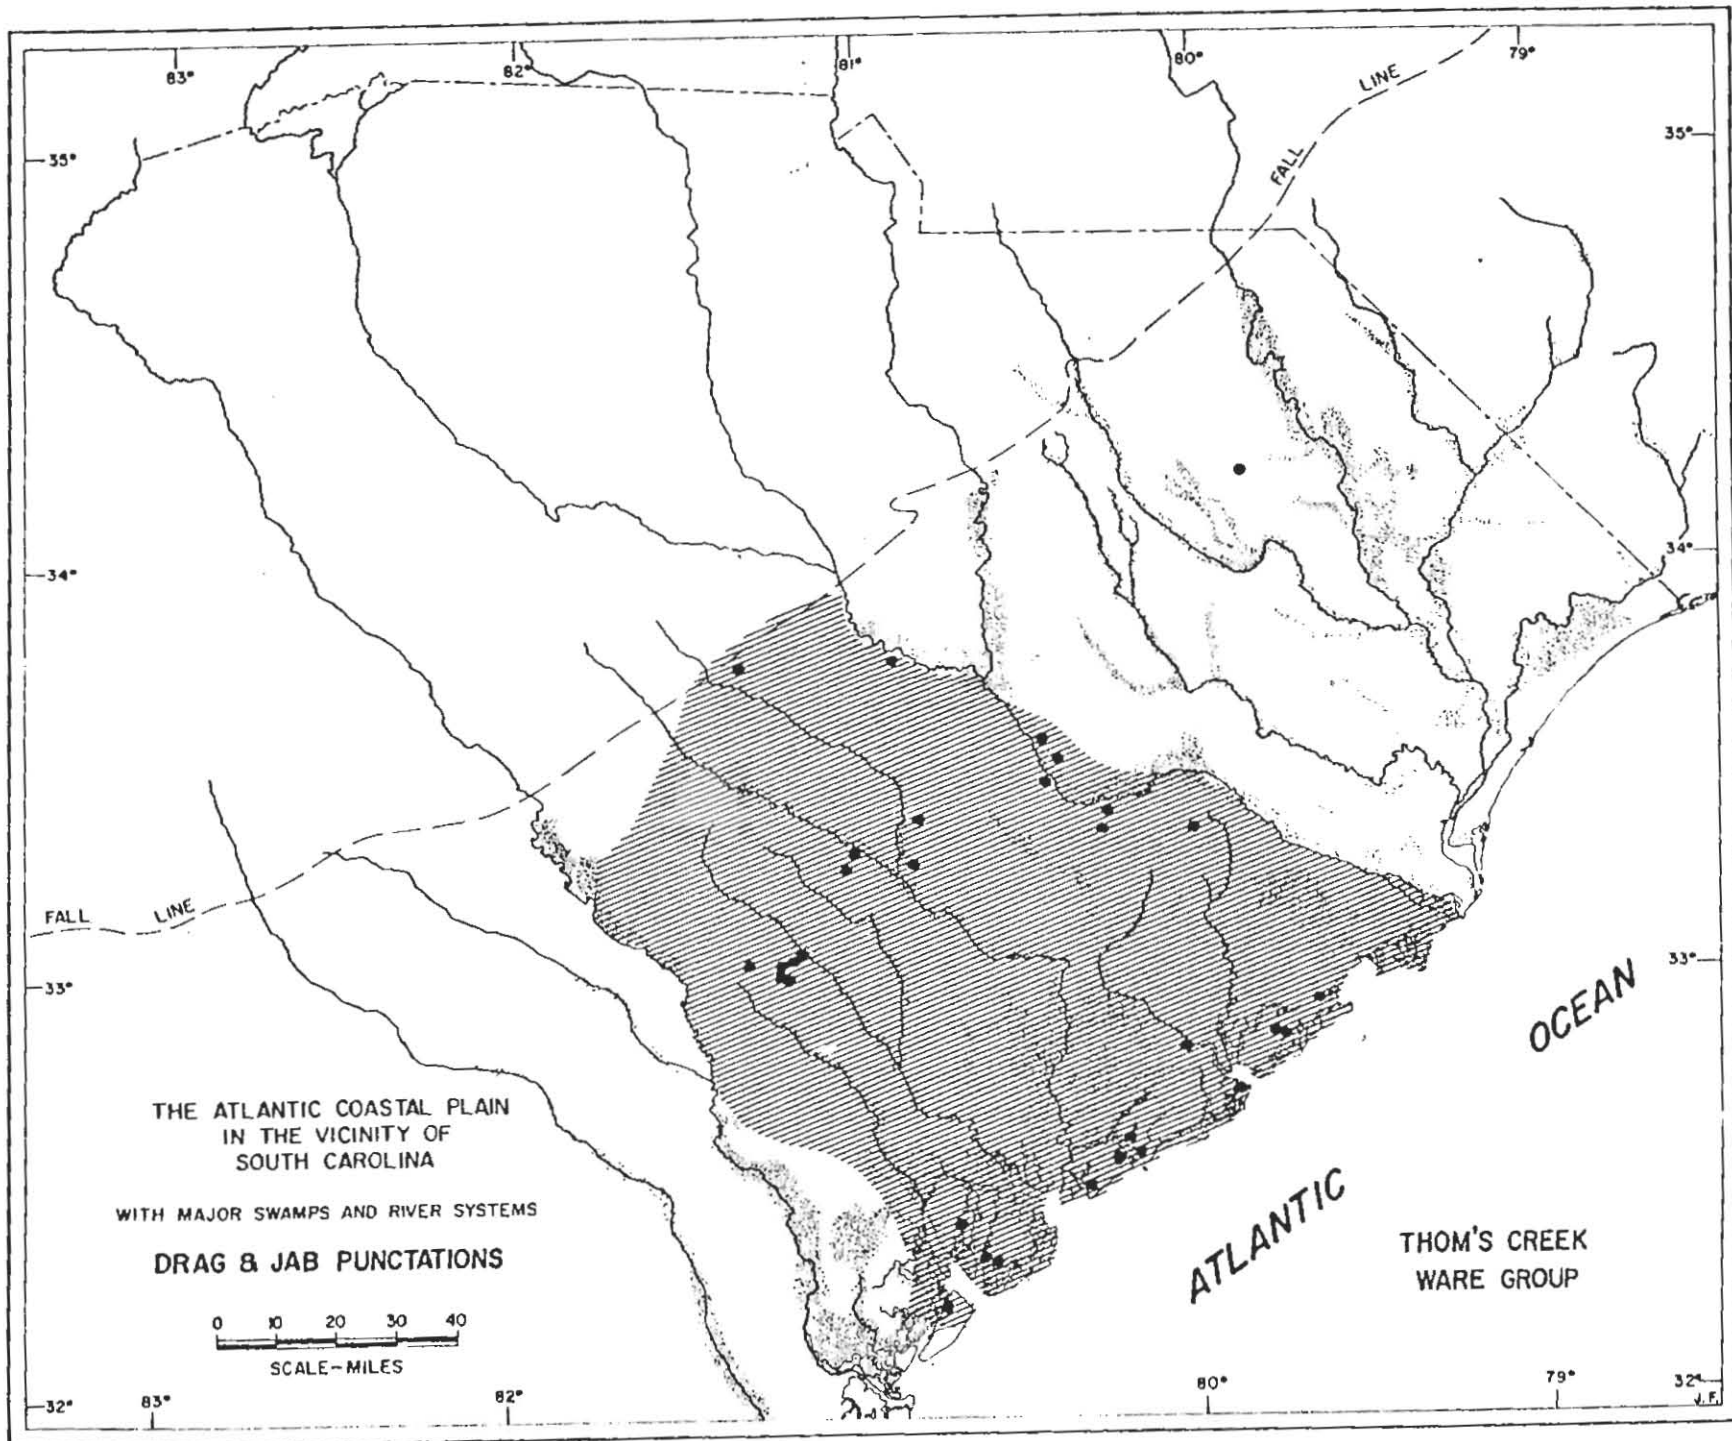 83°
82°
81°
80°
79°
LINE
FALL
35°
35°
34°
34°
FALL
LINE
33°
33°
OCEAN
ATLANTIC
THE ATLANTIC COASTAL PLAIN
IN THE VICINITY OF
SOUTH CAROLINA
WITH MAJOR SWAMPS AND RIVER SYSTEMS
DRAG & JAB PUNCTATIONS
0 10 20 30 40
SCALE-MILES
THOM'S CREEK
WARE GROUP
32°
83°
82°
80°
79°
32°
J.F.